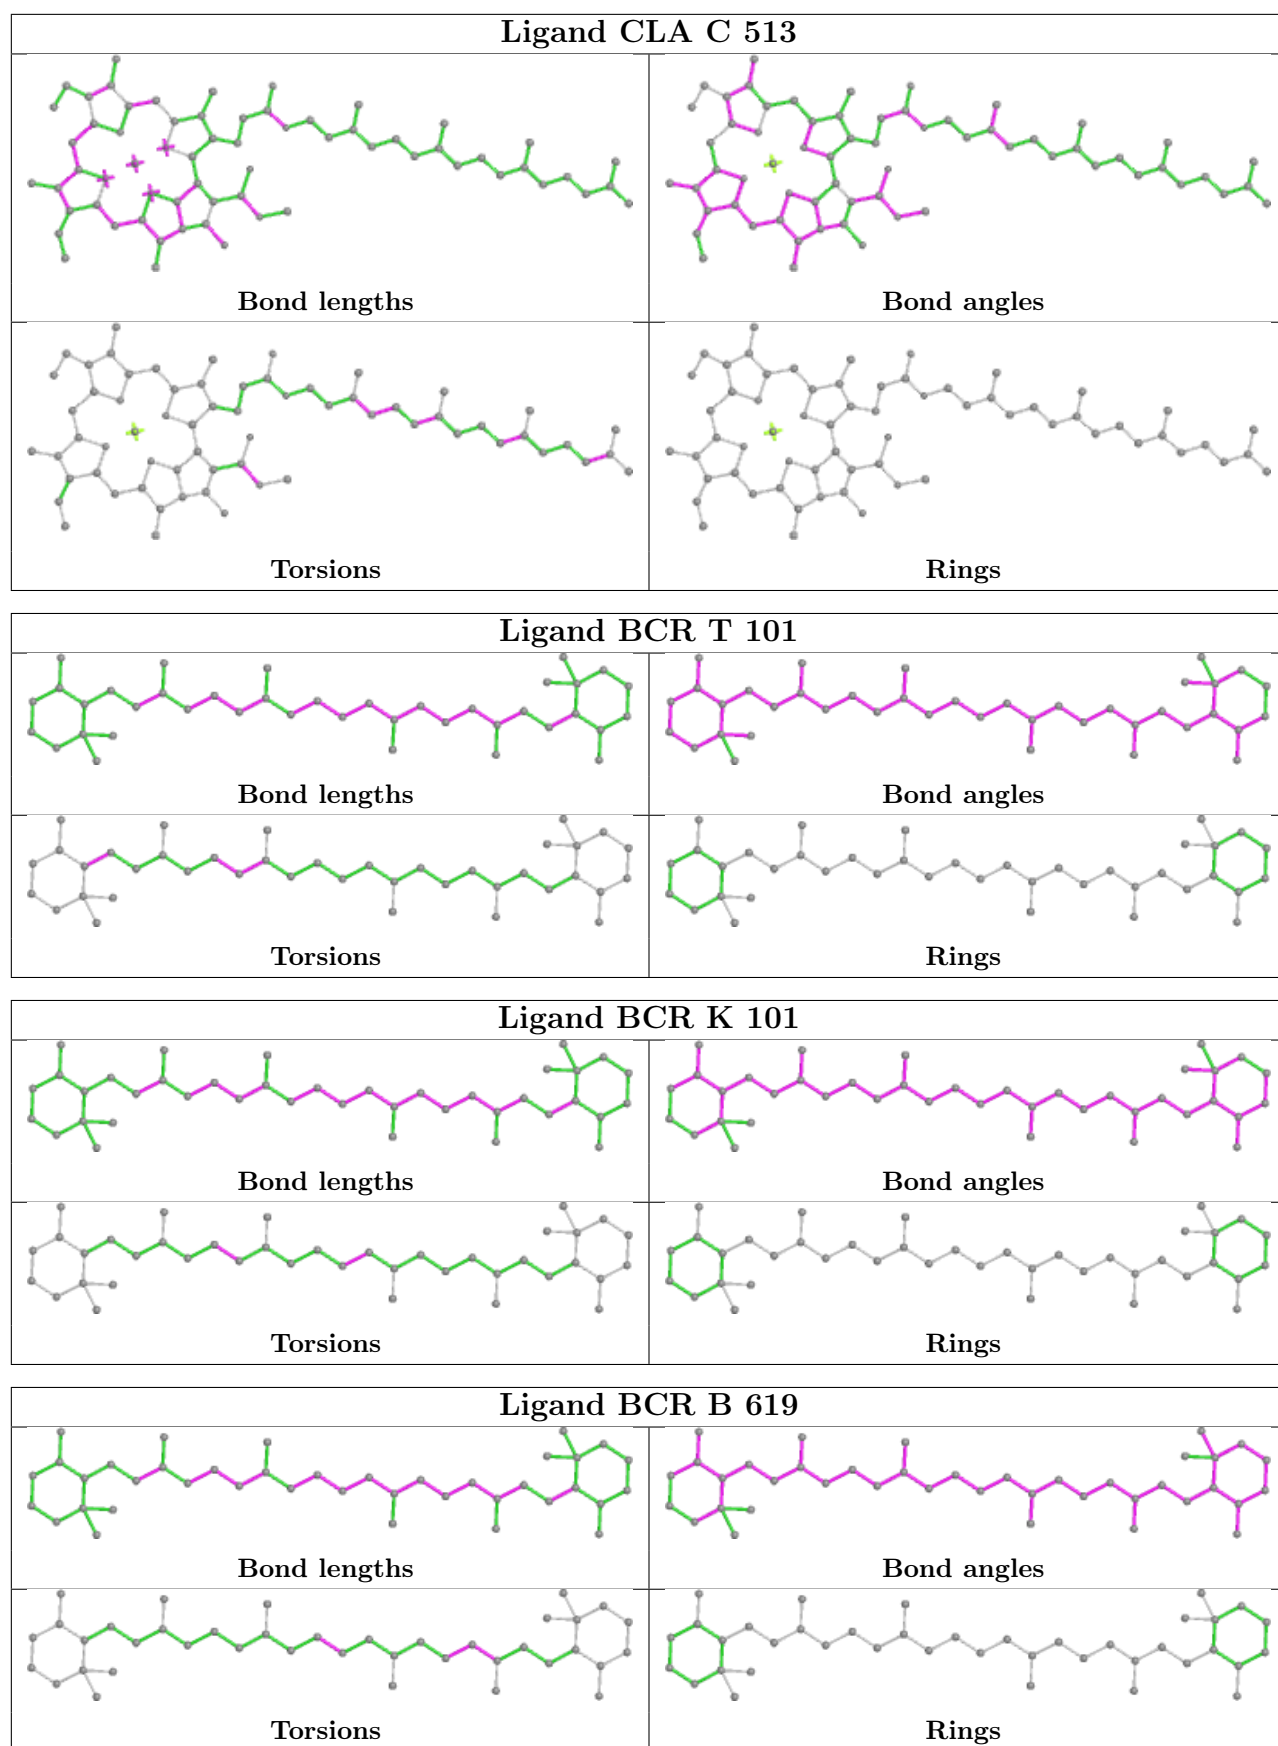 Ligand CLA C 513
Bond lengths
Bond angles
Torsions
Rings
Ligand BCR T 101
Bond lengths
Bond angles
Torsions
Rings
Ligand BCR K 101
Bond lengths
Bond angles
Torsions
Rings
Ligand BCR B 619
Bond lengths
Bond angles
Torsions
Rings